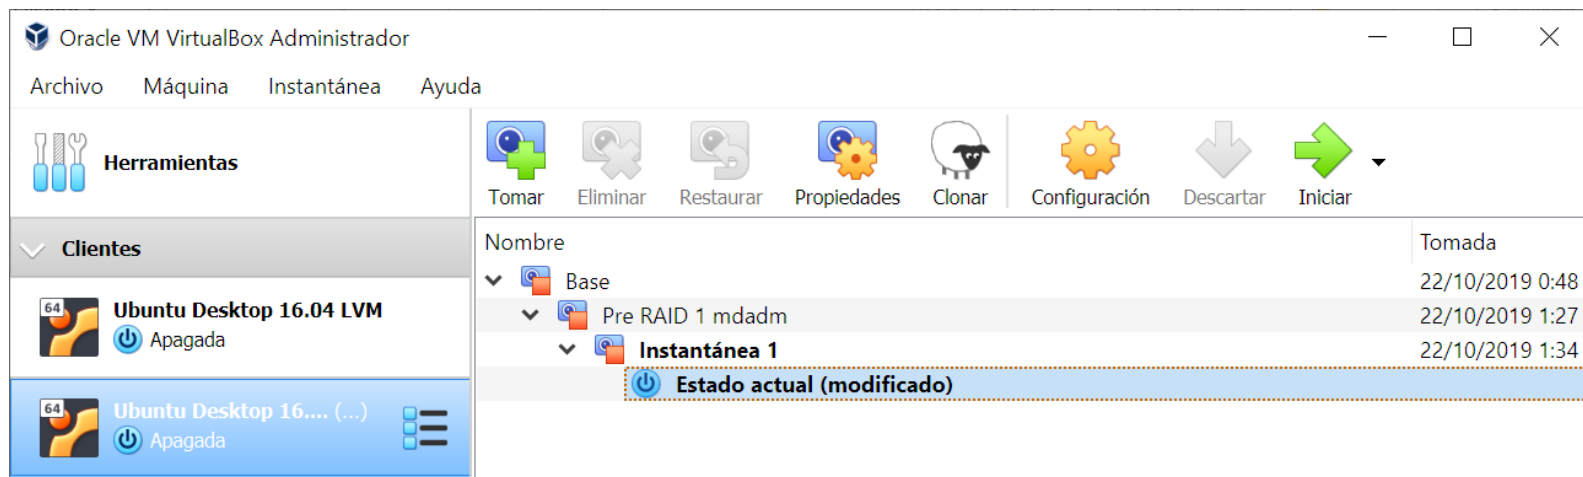 Oracle VM VirtualBox Administrador
Archivo Máquina Instantánea Ayuda
Herramientas
Tomar Eliminar Restaurar Propiedades Clonar Configuración Descartar Iniciar
Clientes
64
Ubuntu Desktop 16.04 LVM
Apagada
64
Ubuntu Desktop 16.... (...)
Apagada
Nombre Tomada
Base 22/10/2019 0:48
Pre RAID 1 mdadm 22/10/2019 1:27
Instantánea 1 22/10/2019 1:34
Estado actual (modificado)